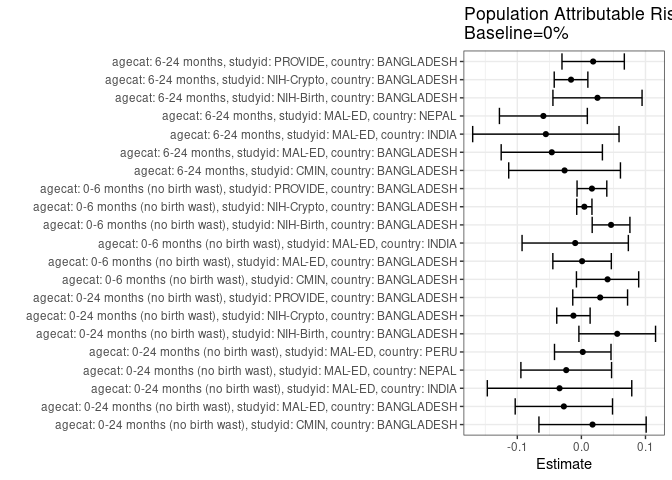 Population Attributable Ris
Baseline=0%
agecat: 6-24 months, studyid: PROVIDE, country: BANGLADESH
agecat: 6-24 months, studyid: NIH-Crypto, country: BANGLADESH
agecat: 6-24 months, studyid: NIH-Birth, country: BANGLADESH
agecat: 6-24 months, studyid: MAL-ED, country: NEPAL
agecat: 6-24 months, studyid: MAL-ED, country: INDIA
agecat: 6-24 months, studyid: MAL-ED, country: BANGLADESH
agecat: 6-24 months, studyid: CMIN, country: BANGLADESH
agecat: 0-6 months (no birth wast), studyid: PROVIDE, country: BANGLADESH
agecat: 0-6 months (no birth wast), studyid: NIH-Crypto, country: BANGLADESH
agecat: 0-6 months (no birth wast), studyid: NIH-Birth, country: BANGLADESH
agecat: 0-6 months (no birth wast), studyid: MAL-ED, country: INDIA
agecat: 0-6 months (no birth wast), studyid: MAL-ED, country: BANGLADESH
agecat: 0-6 months (no birth wast), studyid: CMIN, country: BANGLADESH
agecat: 0-24 months (no birth wast), studyid: PROVIDE, country: BANGLADESH
agecat: 0-24 months (no birth wast), studyid: NIH-Crypto, country: BANGLADESH
agecat: 0-24 months (no birth wast), studyid: NIH-Birth, country: BANGLADESH
agecat: 0-24 months (no birth wast), studyid: MAL-ED, country: PERU
agecat: 0-24 months (no birth wast), studyid: MAL-ED, country: NEPAL
agecat: 0-24 months (no birth wast), studyid: MAL-ED, country: INDIA
agecat: 0-24 months (no birth wast), studyid: MAL-ED, country: BANGLADESH
agecat: 0-24 months (no birth wast), studyid: CMIN, country: BANGLADESH
-0.1 0.0 0.1
Estimate